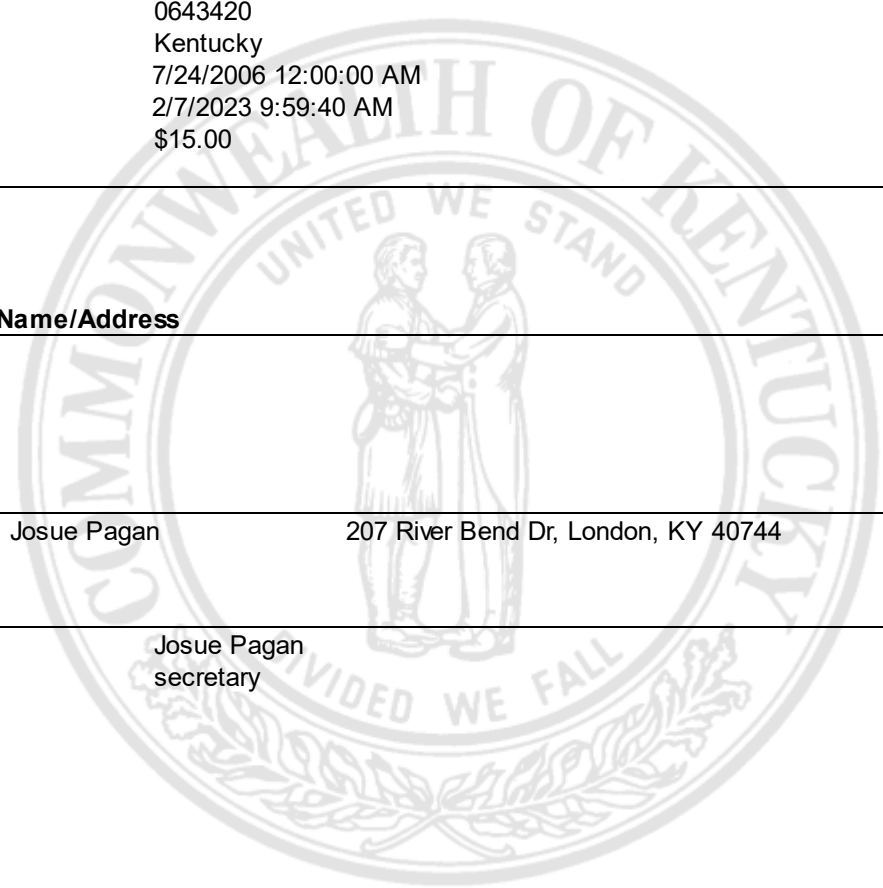 0643420
Kentucky
7/24/2006 12:00:00 AM
2/7/2023 9:59:40 AM
$15.00
COMMONWEALTH OF KENTUCKY
UNITED WE STAND
Name/Address
Josue Pagan 207 River Bend Dr, London, KY 40744
Josue Pagan
secretary
DIVIDED WE FALL